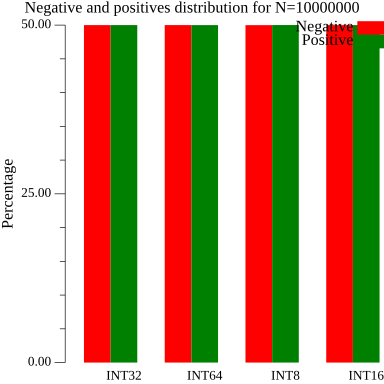 Negative and positives distribution for N=10000000
Negative
Positive
50.00
25.00
0.00
Percentage
INT32 INT64 INT8 INT16